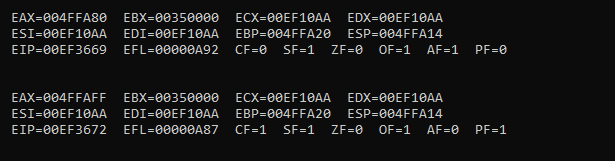 EAX=004FFA80  EBX=00350000  ECX=00EF10AA  EDX=00EF10AA
ESI=00EF10AA  EDI=00EF10AA  EBP=004FFA20  ESP=004FFA14
EIP=00EF3669  EFL=00000A92  CF=0  SF=1  ZF=0  OF=1  AF=1  PF=0
EAX=004FFAFF  EBX=00350000  ECX=00EF10AA  EDX=00EF10AA
ESI=00EF10AA  EDI=00EF10AA  EBP=004FFA20  ESP=004FFA14
EIP=00EF3672  EFL=00000A87  CF=1  SF=1  ZF=0  OF=1  AF=0  PF=1